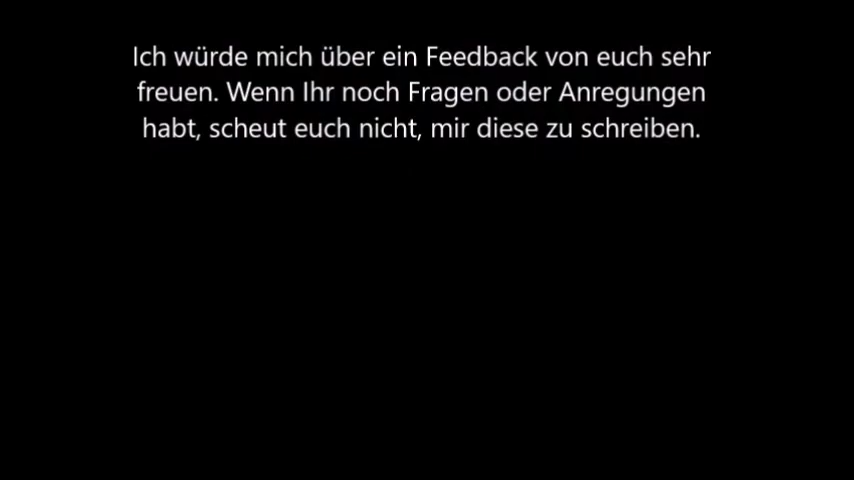 Ich würde mich über ein Feedback von euch sehr
freuen. Wenn Ihr noch Fragen oder Anregungen
habt, scheut euch nicht, mir diese zu schreiben.